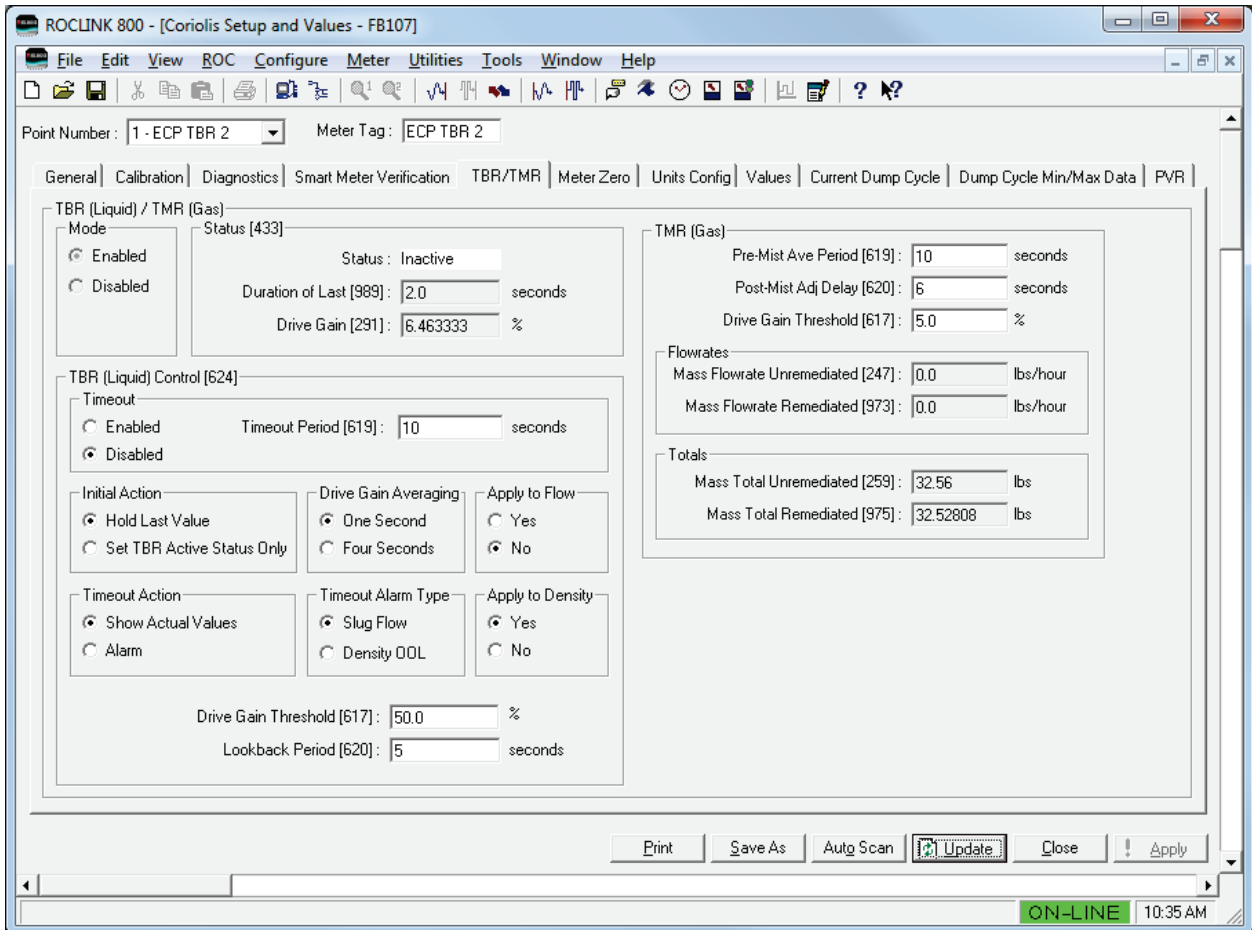 ROCLINK 800 - [Coriolis Setup and Values - FB107]
File Edit View ROC Configure Meter Utilities Tools Window Help
Point Number : 1 - ECP TBR 2 Meter Tag : ECP TBR 2
General Calibration Diagnostics Smart Meter Verification TBR/TMR Meter Zero Units Config Values Current Dump Cycle Dump Cycle Min/Max Data PVR
TBR (Liquid) / TMR (Gas)
Mode
Enabled
Disabled
Status [433]
Status : Inactive
Duration of Last [989] : 2.0 seconds
Drive Gain [291] : 6.463333 %
TBR (Liquid) Control [624]
Timeout
Enabled Timeout Period [619] : 10 seconds
Disabled
Initial Action
Hold Last Value
Set TBR Active Status Only
Drive Gain Averaging
One Second
Four Seconds
Apply to Flow
Yes
No
Timeout Action
Show Actual Values
Alarm
Timeout Alarm Type
Slug Flow
Density OOL
Apply to Density
Yes
No
Drive Gain Threshold [617] : 50.0 %
Lookback Period [620] : 5 seconds
TMR (Gas)
Pre-Mist Ave Period [619] : 10 seconds
Post-Mist Adj Delay [620] : 6 seconds
Drive Gain Threshold [617] : 5.0 %
Flowrates
Mass Flowrate Unremediated [247] : 0.0 lbs/hour
Mass Flowrate Remediated [973] : 0.0 lbs/hour
Totals
Mass Total Unremediated [259] : 32.56 lbs
Mass Total Remediated [975] : 32.52808 lbs
Print Save As Auto Scan Update Close ! Apply
ON-LINE 10:35 AM